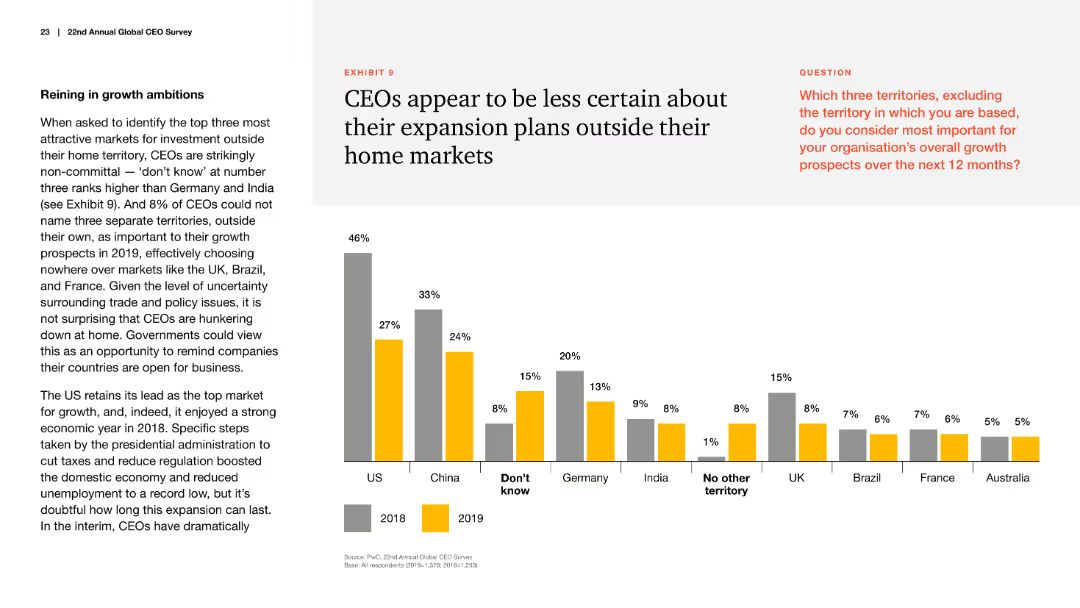 23 | 22nd Annual Global CEO Survey
Reining in growth ambitions
When asked to identify the top three most
attractive markets for investment outside
their home territory, CEOs are strikingly
non-committal — ‘don’t know’ at number
three ranks higher than Germany and India
(see Exhibit 9). And 8% of CEOs could not
name three separate territories, outside
their own, as important to their growth
prospects in 2019, effectively choosing
nowhere over markets like the UK, Brazil,
and France. Given the level of uncertainty
surrounding trade and policy issues, it is
not surprising that CEOs are hunkering
down at home. Governments could view
this as an opportunity to remind companies
their countries are open for business.
The US retains its lead as the top market
for growth, and, indeed, it enjoyed a strong
economic year in 2018. Specific steps
taken by the presidential administration to
cut taxes and reduce regulation boosted
the domestic economy and reduced
unemployment to a record low, but it’s
doubtful how long this expansion can last.
In the interim, CEOs have dramatically
EXHIBIT 9
CEOs appear to be less certain about
their expansion plans outside their
home markets
QUESTION
Which three territories, excluding
the territory in which you are based,
do you consider most important for
your organisation’s overall growth
prospects over the next 12 months?
46% 27% 33% 24% 8% 15% 20% 13% 9% 8% 1% 8% 15% 8% 7% 6% 7% 6% 5% 5%
US China Don’t know Germany India No other territory UK Brazil France Australia
2018 2019
Source: PwC, 22nd Annual Global CEO Survey
Base: All respondents (2019=1,378; 2018=1,293)